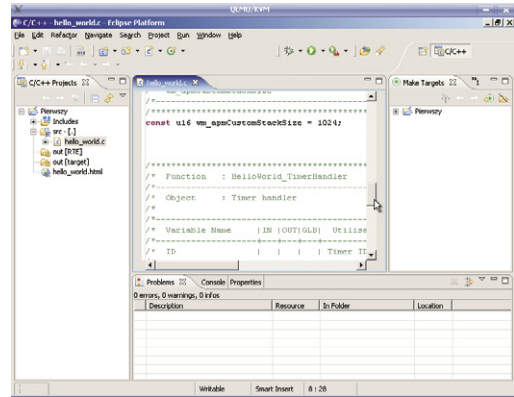 QEMU/KVM
C/C++ - hello_world.c - Eclipse Platform
File Edit Refactor Navigate Search Project Run Window Help
C/C++
C/C++ Projects
Pierwszy
Includes
src - [.]
hello_world.c
out [RTE]
out [target]
hello_world.html
hello_world.c
/*
/***************************
const u16 wm_apmCustomStackSize = 1024;
/***************************
/* Function : HelloWorld_TimerHandler
/*
/* Object : Timer handler
/*
/*---------------------------
/* Variable Name |IN |OUT|GLB| Utilisa
/*--------------------+---+---+---+---------
/* ID | | | | Timer ID
/*
Make Targets
Pierwszy
Problems Console Properties
0 errors, 0 warnings, 0 infos
Description Resource In Folder Location
Writable Smart Insert 8 : 28